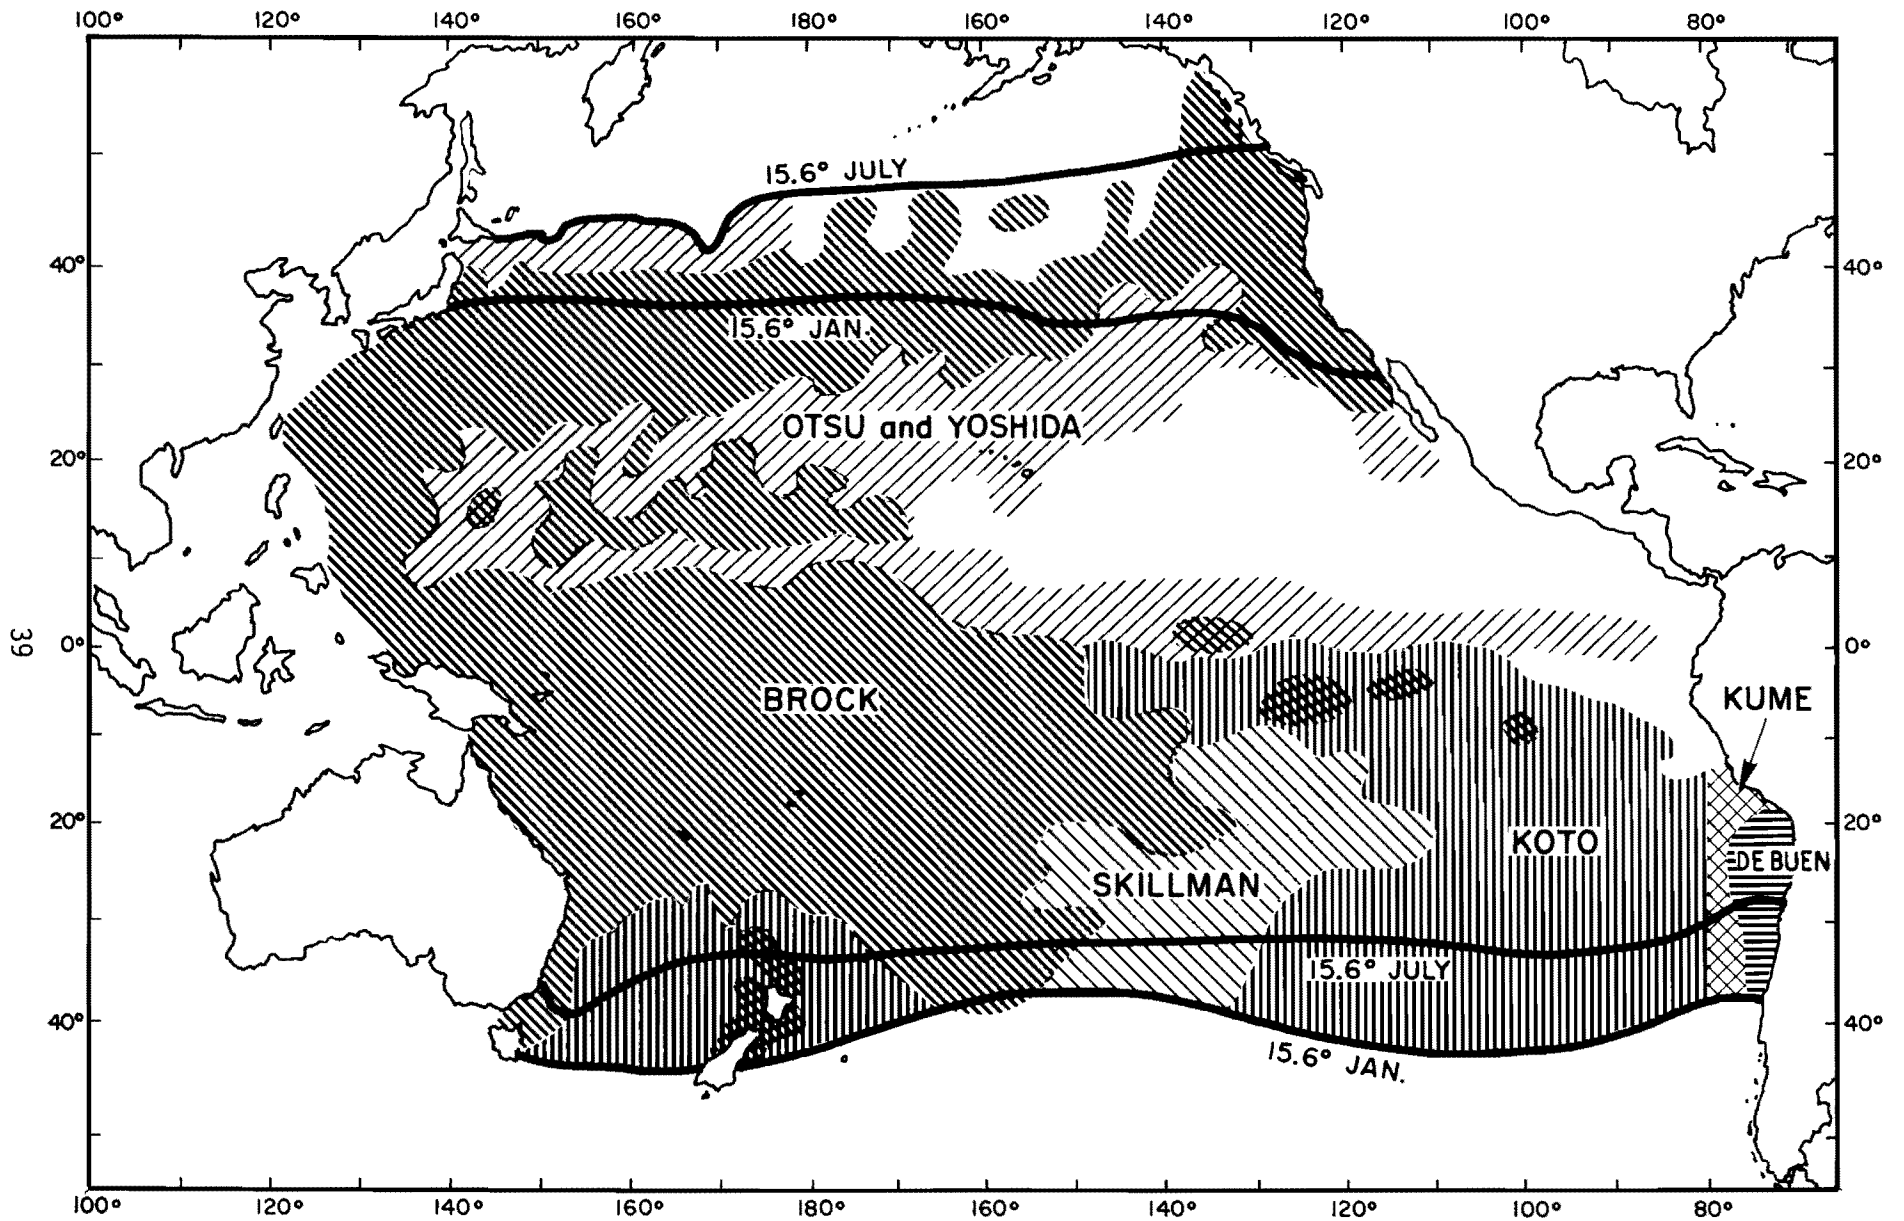 100° 120° 140° 160° 180° 160° 140° 120° 100° 80°
15.6° JULY
40° 40°
15.6° JAN.
OTSU and YOSHIDA
20° 20°
39
0° 0°
BROCK
KUME
20° 20°
KOTO
DE BUEN
SKILLMAN
15.6° JULY
40° 40°
15.6° JAN.
100° 120° 140° 160° 180° 160° 140° 120° 100° 80°